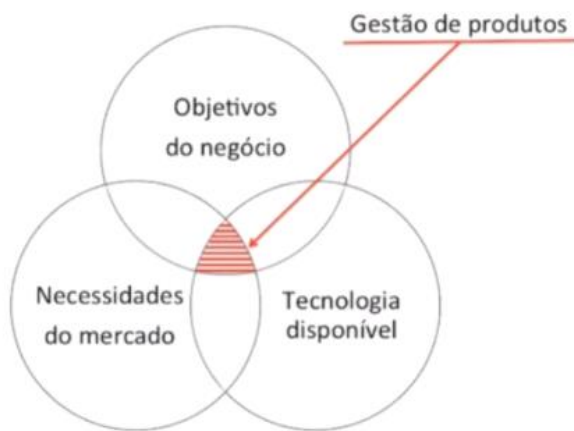 Gestão de produtos
Objetivos
do negócio
Necessidades
do mercado
Tecnologia
disponível